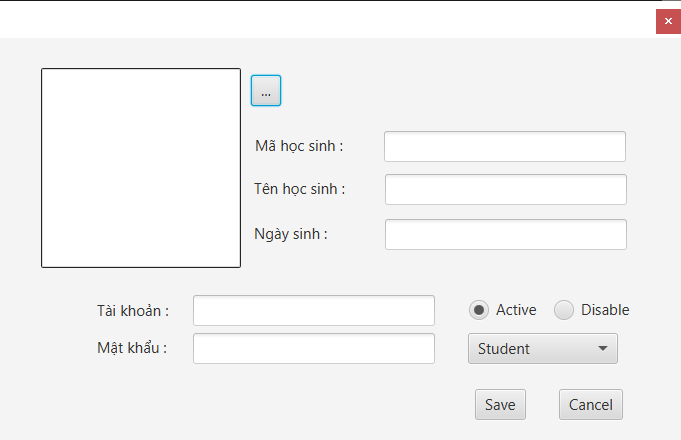 ×
...
Mã học sinh :
Tên học sinh :
Ngày sinh :
Tài khoản :
Active
Disable
Mật khẩu :
Student
Save
Cancel